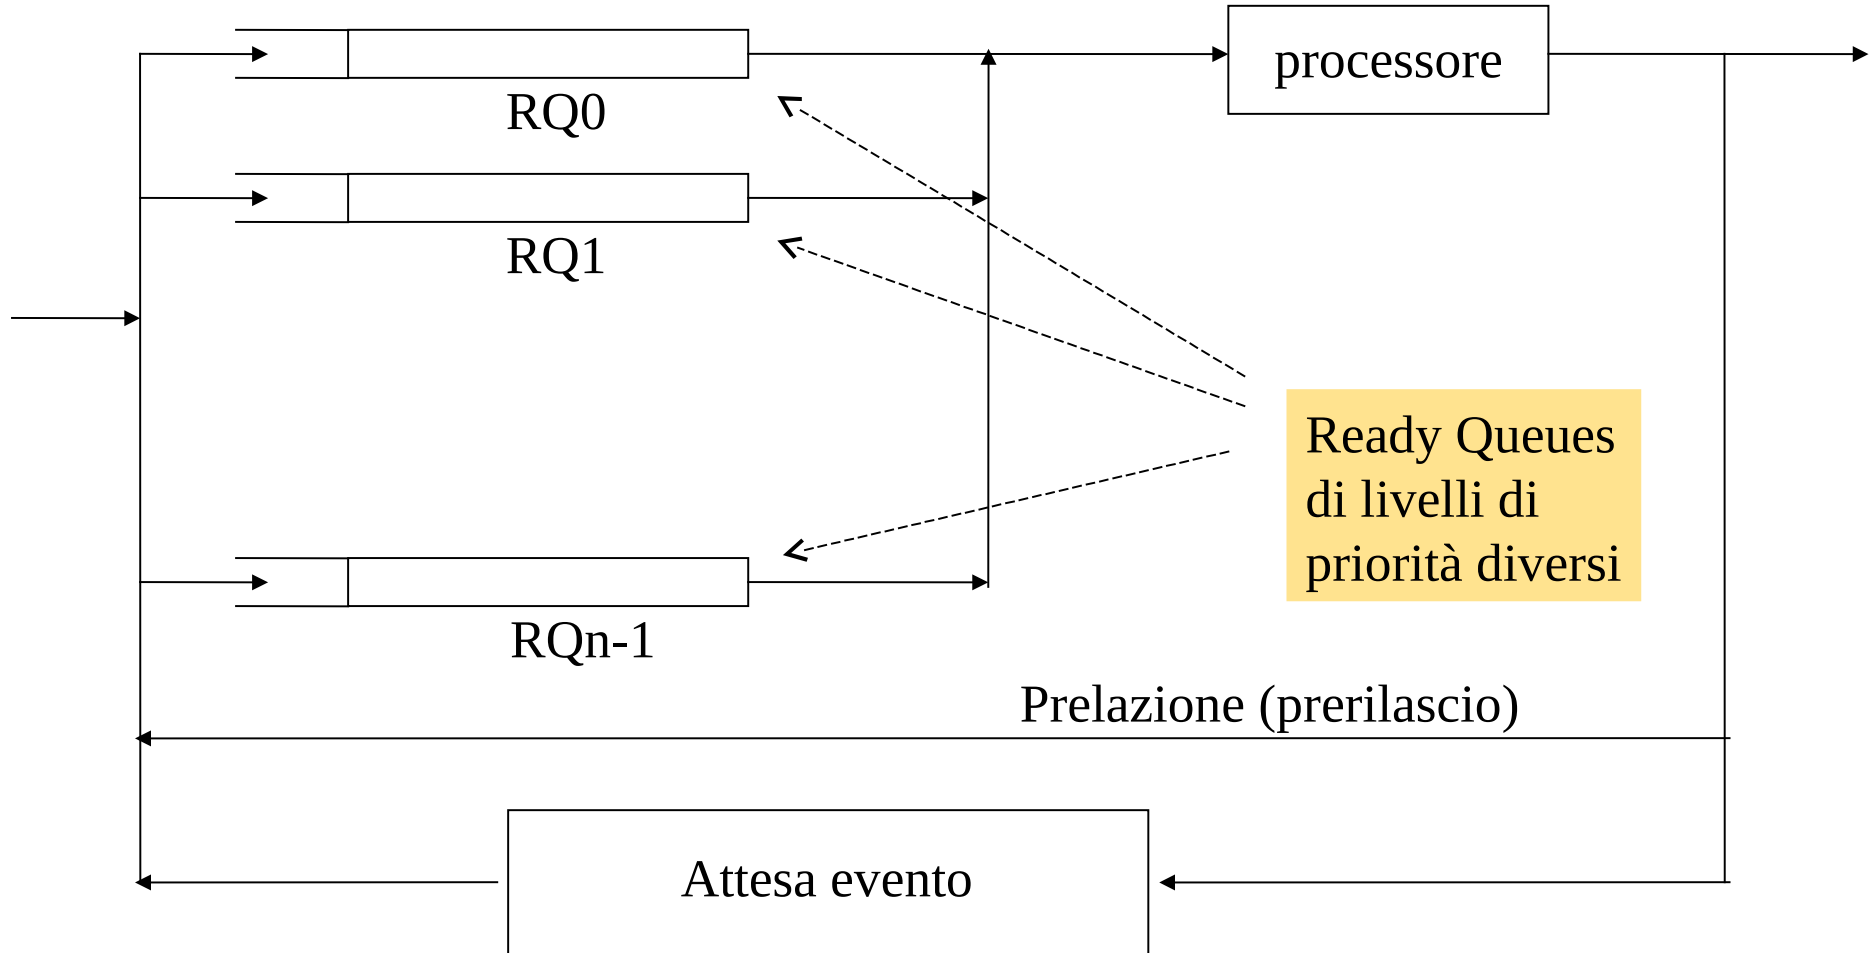 processore
RQ0
RQ1
Ready Queues
di livelli di
priorità diversi
RQn-1
Prelazione (prerilascio)
Attesa evento